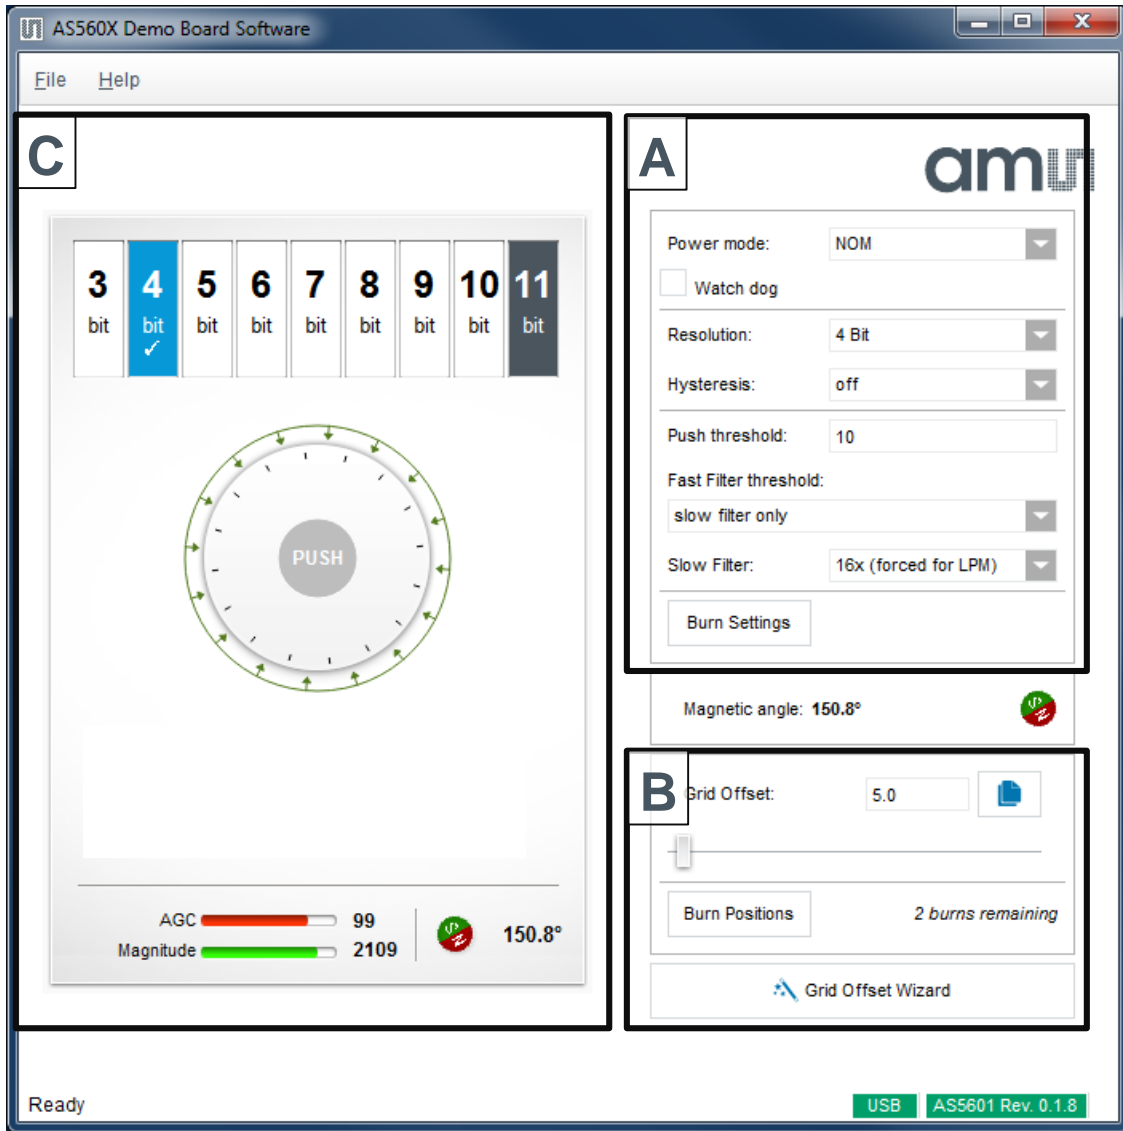 AS560X Demo Board Software
File Help
C
3 4 5 6 7 8 9 10 11
bit bit bit bit bit bit bit bit bit
PUSH
AGC 99
Magnitude 2109
150.8°
A
am
Power mode: NOM
Watch dog
Resolution: 4 Bit
Hysteresis: off
Push threshold: 10
Fast Filter threshold:
slow filter only
Slow Filter: 16x (forced for LPM)
Burn Settings
Magnetic angle: 150.8°
B
Grid Offset: 5.0
Burn Positions 2 burns remaining
Grid Offset Wizard
Ready USB AS5601 Rev. 0.1.8